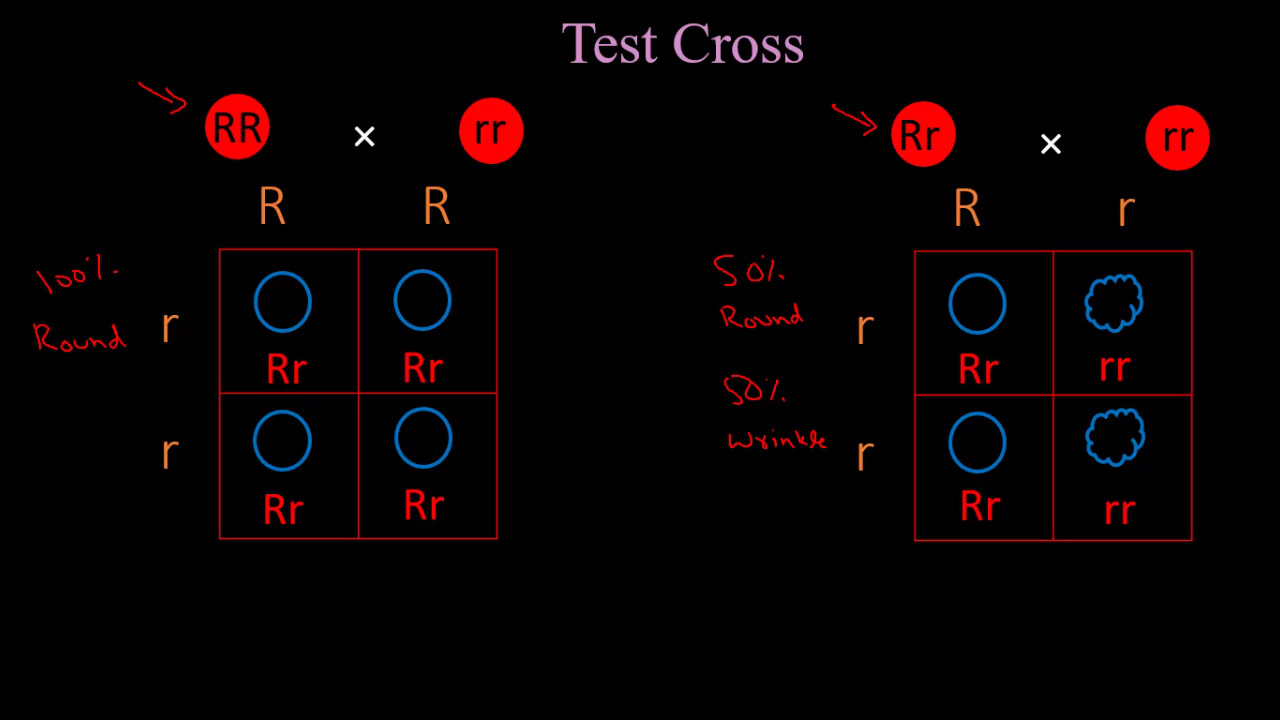 Test Cross
RR × rr
R R
100%
Round
r
Rr Rr
r
Rr Rr
Rr × rr
R r
50%
Round
r
Rr rr
50%
Wrinkle
r
Rr rr